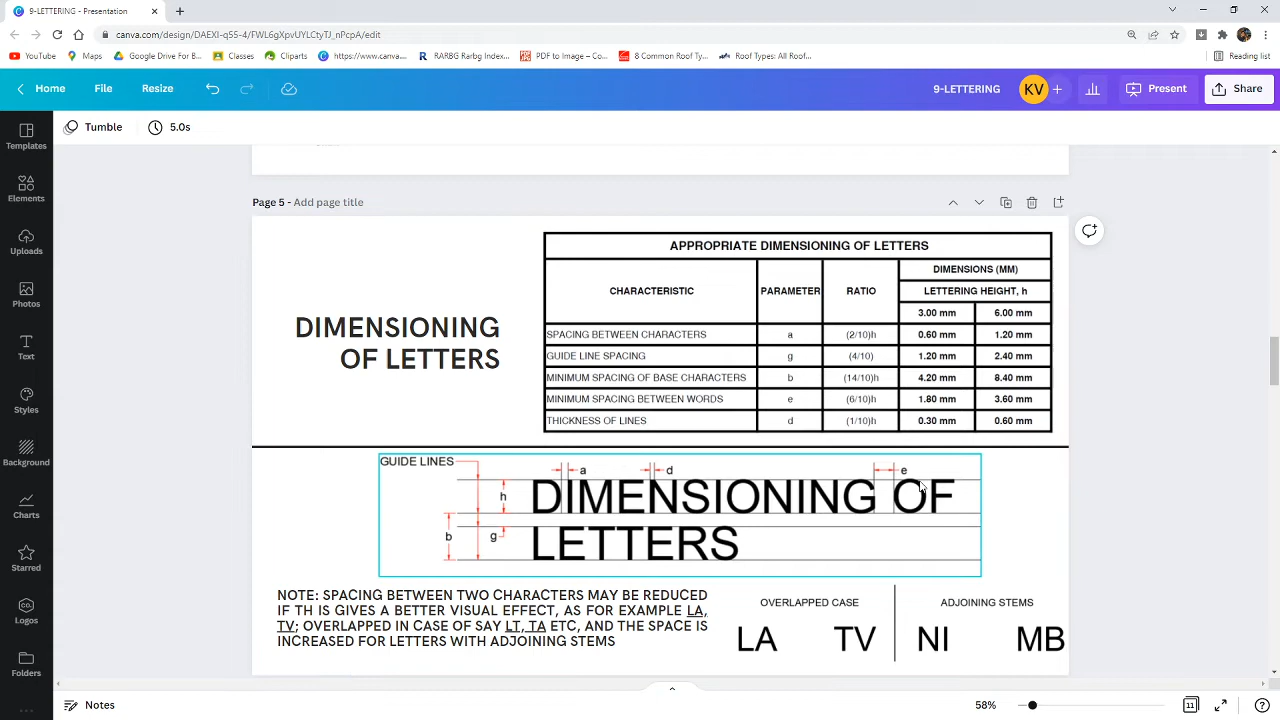 9-LETTERING - Presentation
canva.com/design/DAEXI-q55-4/FWL6gXpvUYLCtyTJ_nPcpA/edit
YouTube Maps Google Drive For B... Classes Cliparts https://www.canva.... RARBG Rarbg Index... PDF to Image – Co... 8 Common Roof Ty... Roof Types: All Roof... Reading list
Home File Resize 9-LETTERING KV + Present Share
Tumble 5.0s
Templates
Elements
Uploads
Photos
Text
Styles
Background
Charts
Starred
Logos
Folders
Page 5 - Add page title
DIMENSIONING
OF LETTERS
APPROPRIATE DIMENSIONING OF LETTERS
CHARACTERISTIC PARAMETER RATIO DIMENSIONS (MM)
LETTERING HEIGHT, h
3.00 mm 6.00 mm
SPACING BETWEEN CHARACTERS a (2/10)h 0.60 mm 1.20 mm
GUIDE LINE SPACING g (4/10) 1.20 mm 2.40 mm
MINIMUM SPACING OF BASE CHARACTERS b (14/10)h 4.20 mm 8.40 mm
MINIMUM SPACING BETWEEN WORDS e (6/10)h 1.80 mm 3.60 mm
THICKNESS OF LINES d (1/10)h 0.30 mm 0.60 mm
GUIDE LINES
a d e
h
DIMENSIONING OF
b g
LETTERS
NOTE: SPACING BETWEEN TWO CHARACTERS MAY BE REDUCED
IF TH IS GIVES A BETTER VISUAL EFFECT, AS FOR EXAMPLE LA,
TV; OVERLAPPED IN CASE OF SAY LT, TA ETC, AND THE SPACE IS
INCREASED FOR LETTERS WITH ADJOINING STEMS
OVERLAPPED CASE
LA TV
ADJOINING STEMS
NI MB
Notes 58% 11